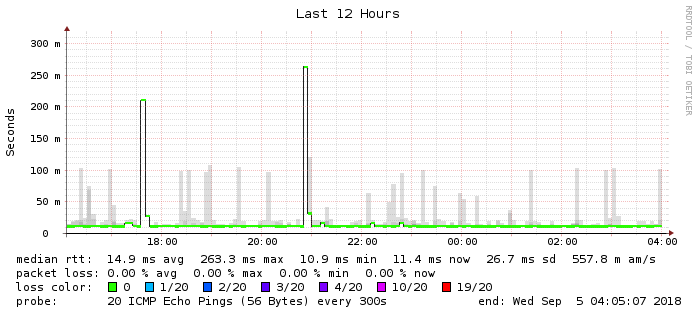 Last 12 Hours
RRDTOOL / TOBI OETIKER
Seconds
300 m
250 m
200 m
150 m
100 m
50 m
0
18:00 20:00 22:00 00:00 02:00 04:00
median rtt: 14.9 ms avg 263.3 ms max 10.9 ms min 11.4 ms now 26.7 ms sd 557.8 m am/s
packet loss: 0.00 % avg 0.00 % max 0.00 % min 0.00 % now
loss color: 0 1/20 2/20 3/20 4/20 10/20 19/20
probe: 20 ICMP Echo Pings (56 Bytes) every 300s end: Wed Sep 5 04:05:07 2018